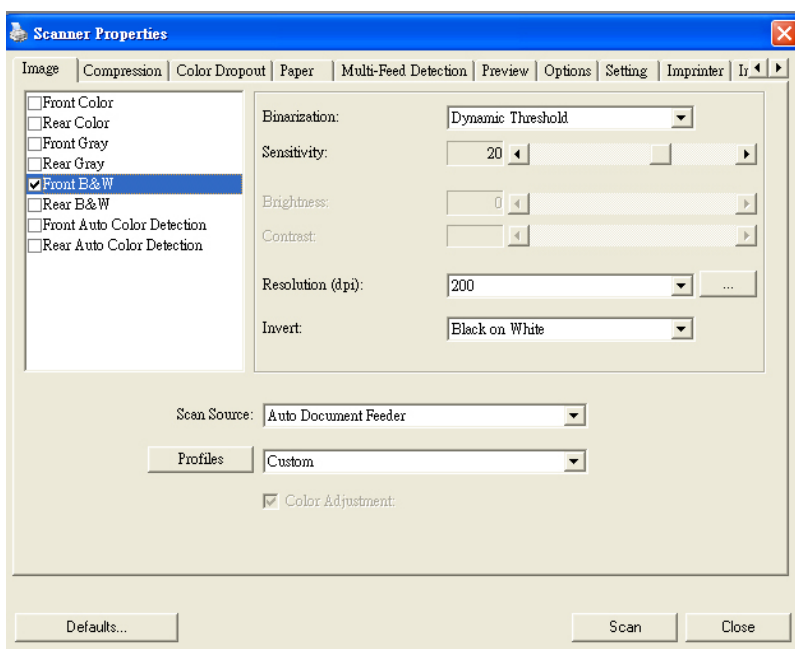 Scanner Properties
Image Compression Color Dropout Paper Multi-Feed Detection Preview Options Setting Imprinter
Front Color
Rear Color
Front Gray
Rear Gray
Front B&W
Rear B&W
Front Auto Color Detection
Rear Auto Color Detection
Binarization: Dynamic Threshold
Sensitivity: 20
Brightness: 0
Contrast:
Resolution (dpi): 200 ...
Invert: Black on White
Scan Source: Auto Document Feeder
Profiles Custom
Color Adjustment:
Defaults... Scan Close